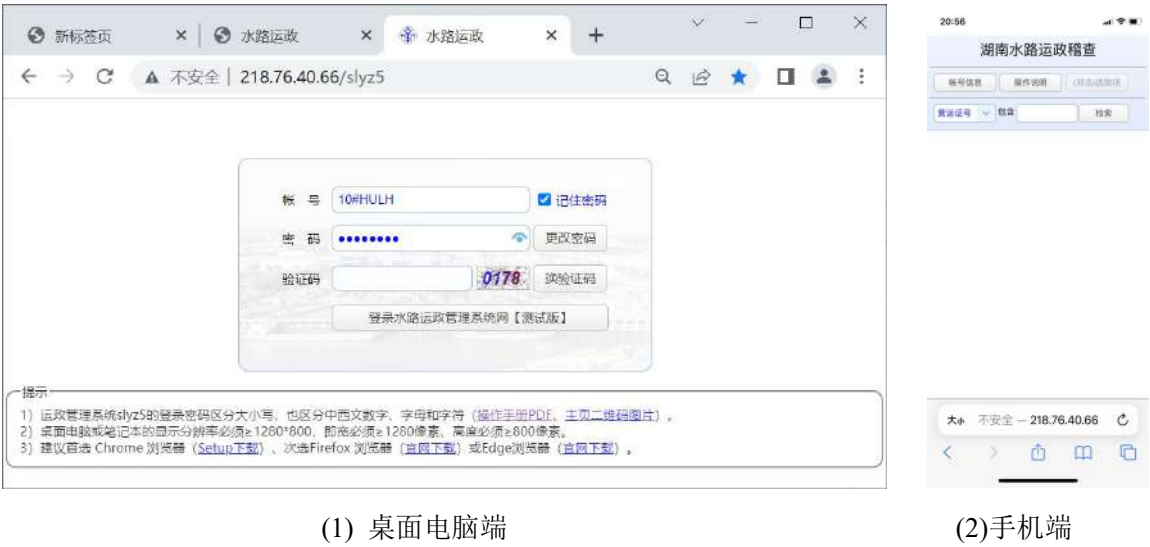 新标签页
水路运政
水路运政
不安全 | 218.76.40.66/slyz5
帐 号 10#HULH 记住密码
密 码 •••••••• 更改密码
验证码 0178 换验证码
登录水路运政管理系统网【测试版】
提示
1) 运政管理系统slyz5的登录密码区分大小写、也区分中西文数字、字母和字符（操作手册PDF、主页二维码图片）。
2) 桌面电脑或笔记本的显示分辨率必须≥1280*800，即宽必须≥1280像素、高度必须≥800像素。
3) 建议首选 Chrome 浏览器（Setup下载）、次选Firefox 浏览器（官网下载）或Edge浏览器（官网下载）。
(1) 桌面电脑端
20:56
湖南水路运政稽查
帐号信息 操作说明
营运证号 包含 检索
大小 不安全 — 218.76.40.66
(2)手机端